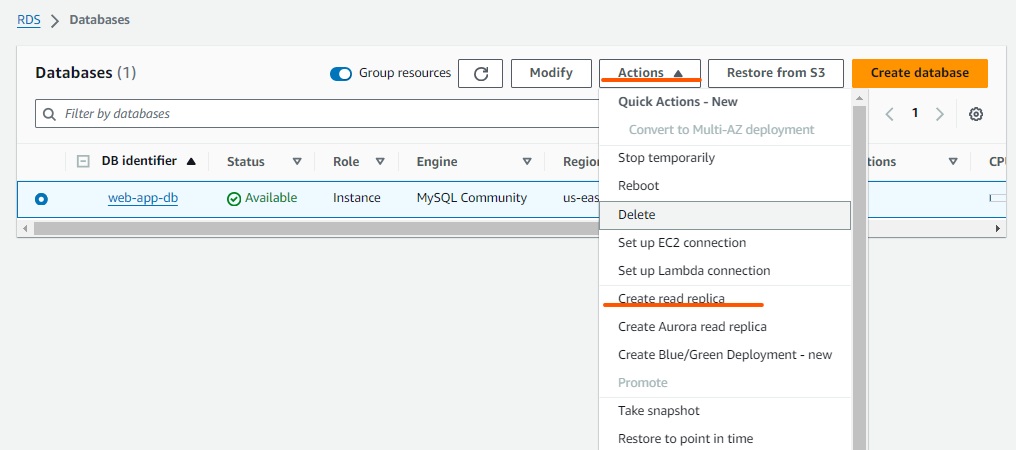 RDS > Databases
Databases (1) Group resources Modify Actions Restore from S3 Create database
Filter by databases 1
Quick Actions - New
Convert to Multi-AZ deployment
DB identifier Status Role Engine Region tions CPU
Stop temporarily
Reboot
web-app-db Available Instance MySQL Community us-eas
Delete
Set up EC2 connection
Set up Lambda connection
Create read replica
Create Aurora read replica
Create Blue/Green Deployment - new
Promote
Take snapshot
Restore to point in time